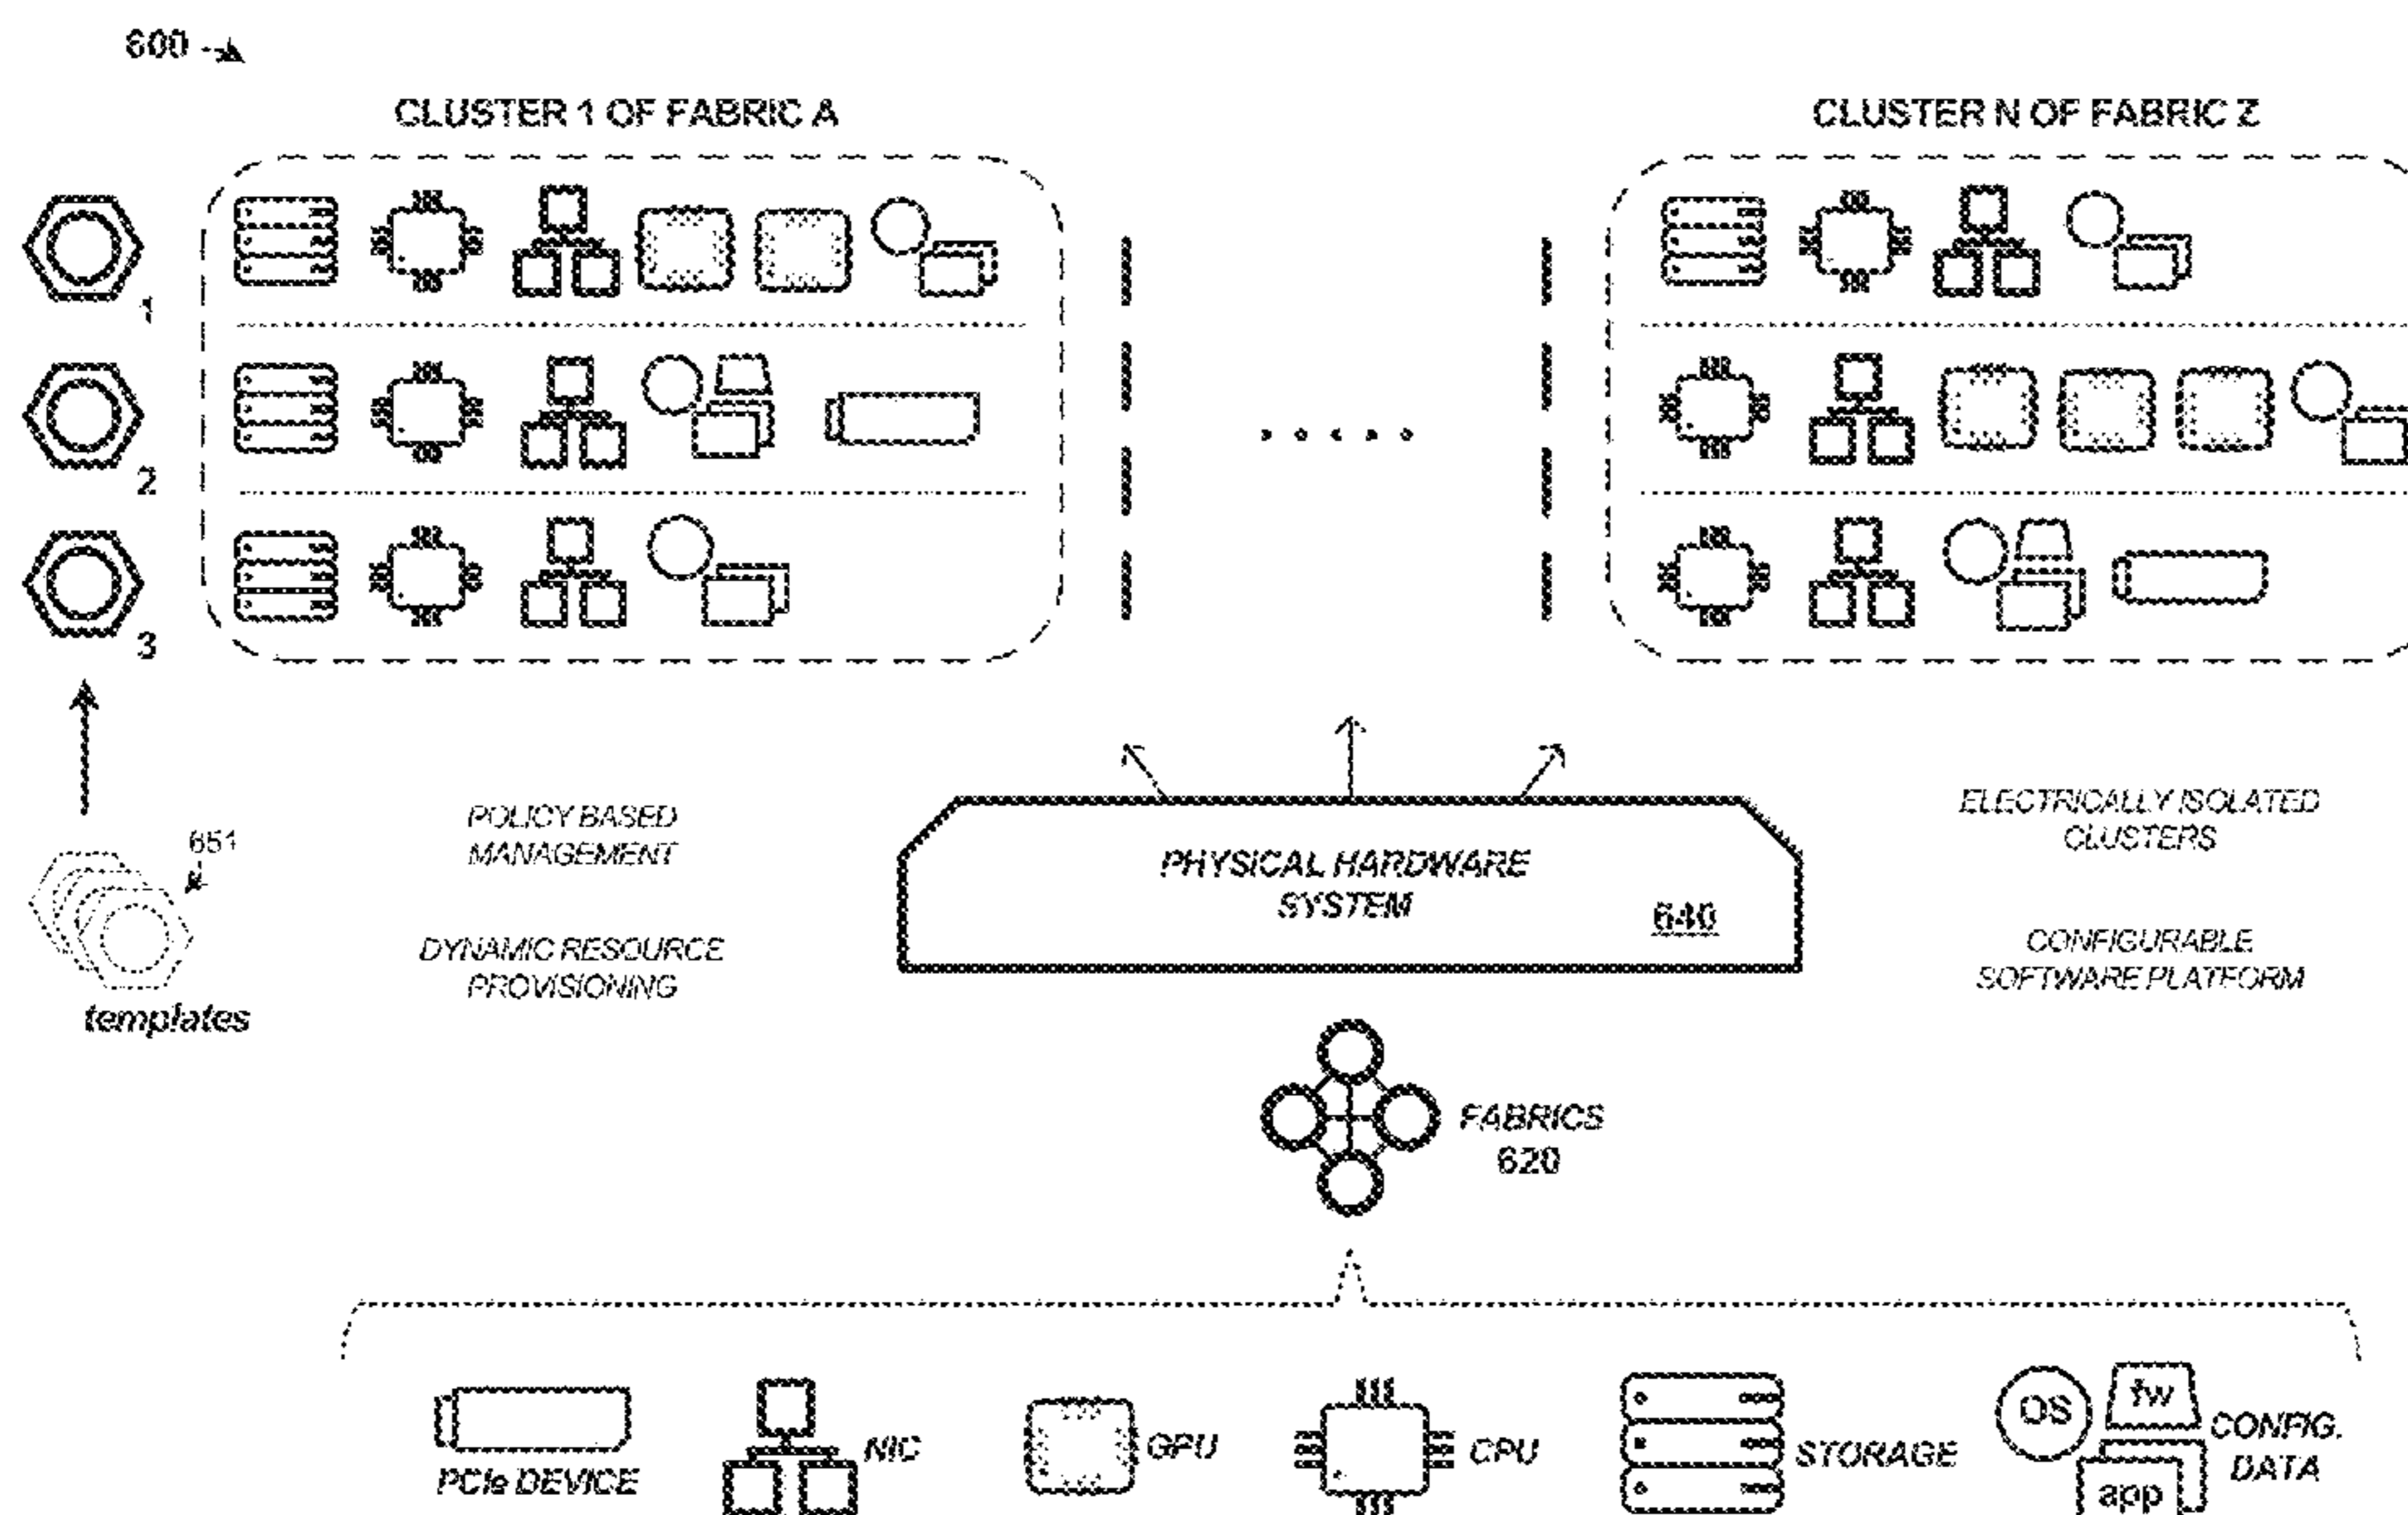 600
CLUSTER 1 OF FABRIC A
CLUSTER N OF FABRIC Z
1
2
3
651
templates
POLICY BASED
MANAGEMENT
DYNAMIC RESOURCE
PROVISIONING
PHYSICAL HARDWARE
SYSTEM
640
ELECTRICALLY ISOLATED
CLUSTERS
CONFIGURABLE
SOFTWARE PLATFORM
FABRICS
620
PCIe DEVICE
NIC
GPU
CPU
STORAGE
OS
fw
app
CONFIG.
DATA